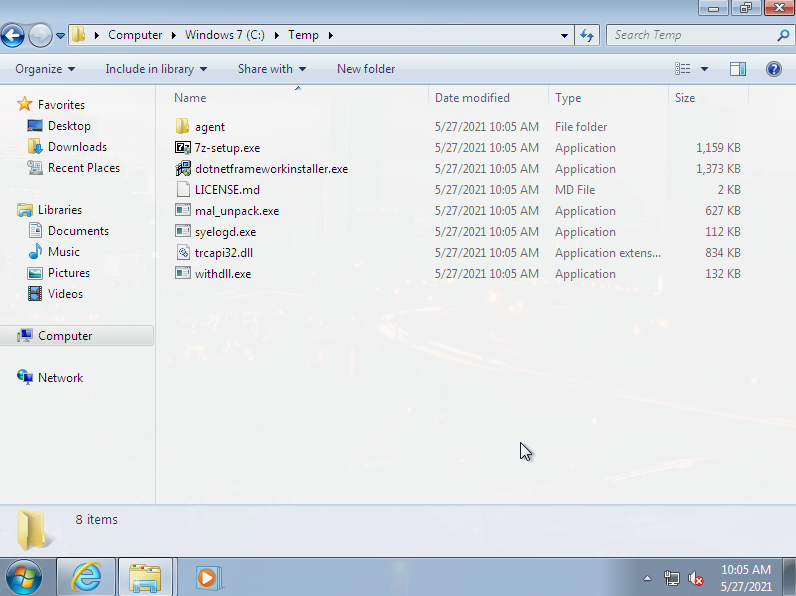 Computer Windows 7 (C:) Temp
Search Temp
Organize Include in library Share with New folder
Name Date modified Type Size
Favorites
Desktop
Downloads
Recent Places
Libraries
Documents
Music
Pictures
Videos
Computer
Network
agent 5/27/2021 10:05 AM File folder
7z-setup.exe 5/27/2021 10:05 AM Application 1,159 KB
dotnetframeworkinstaller.exe 5/27/2021 10:05 AM Application 1,373 KB
LICENSE.md 5/27/2021 10:05 AM MD File 2 KB
mal_unpack.exe 5/27/2021 10:05 AM Application 627 KB
syelogd.exe 5/27/2021 10:05 AM Application 112 KB
trcapi32.dll 5/27/2021 10:05 AM Application extens... 834 KB
withdll.exe 5/27/2021 10:05 AM Application 132 KB
8 items
10:05 AM
5/27/2021